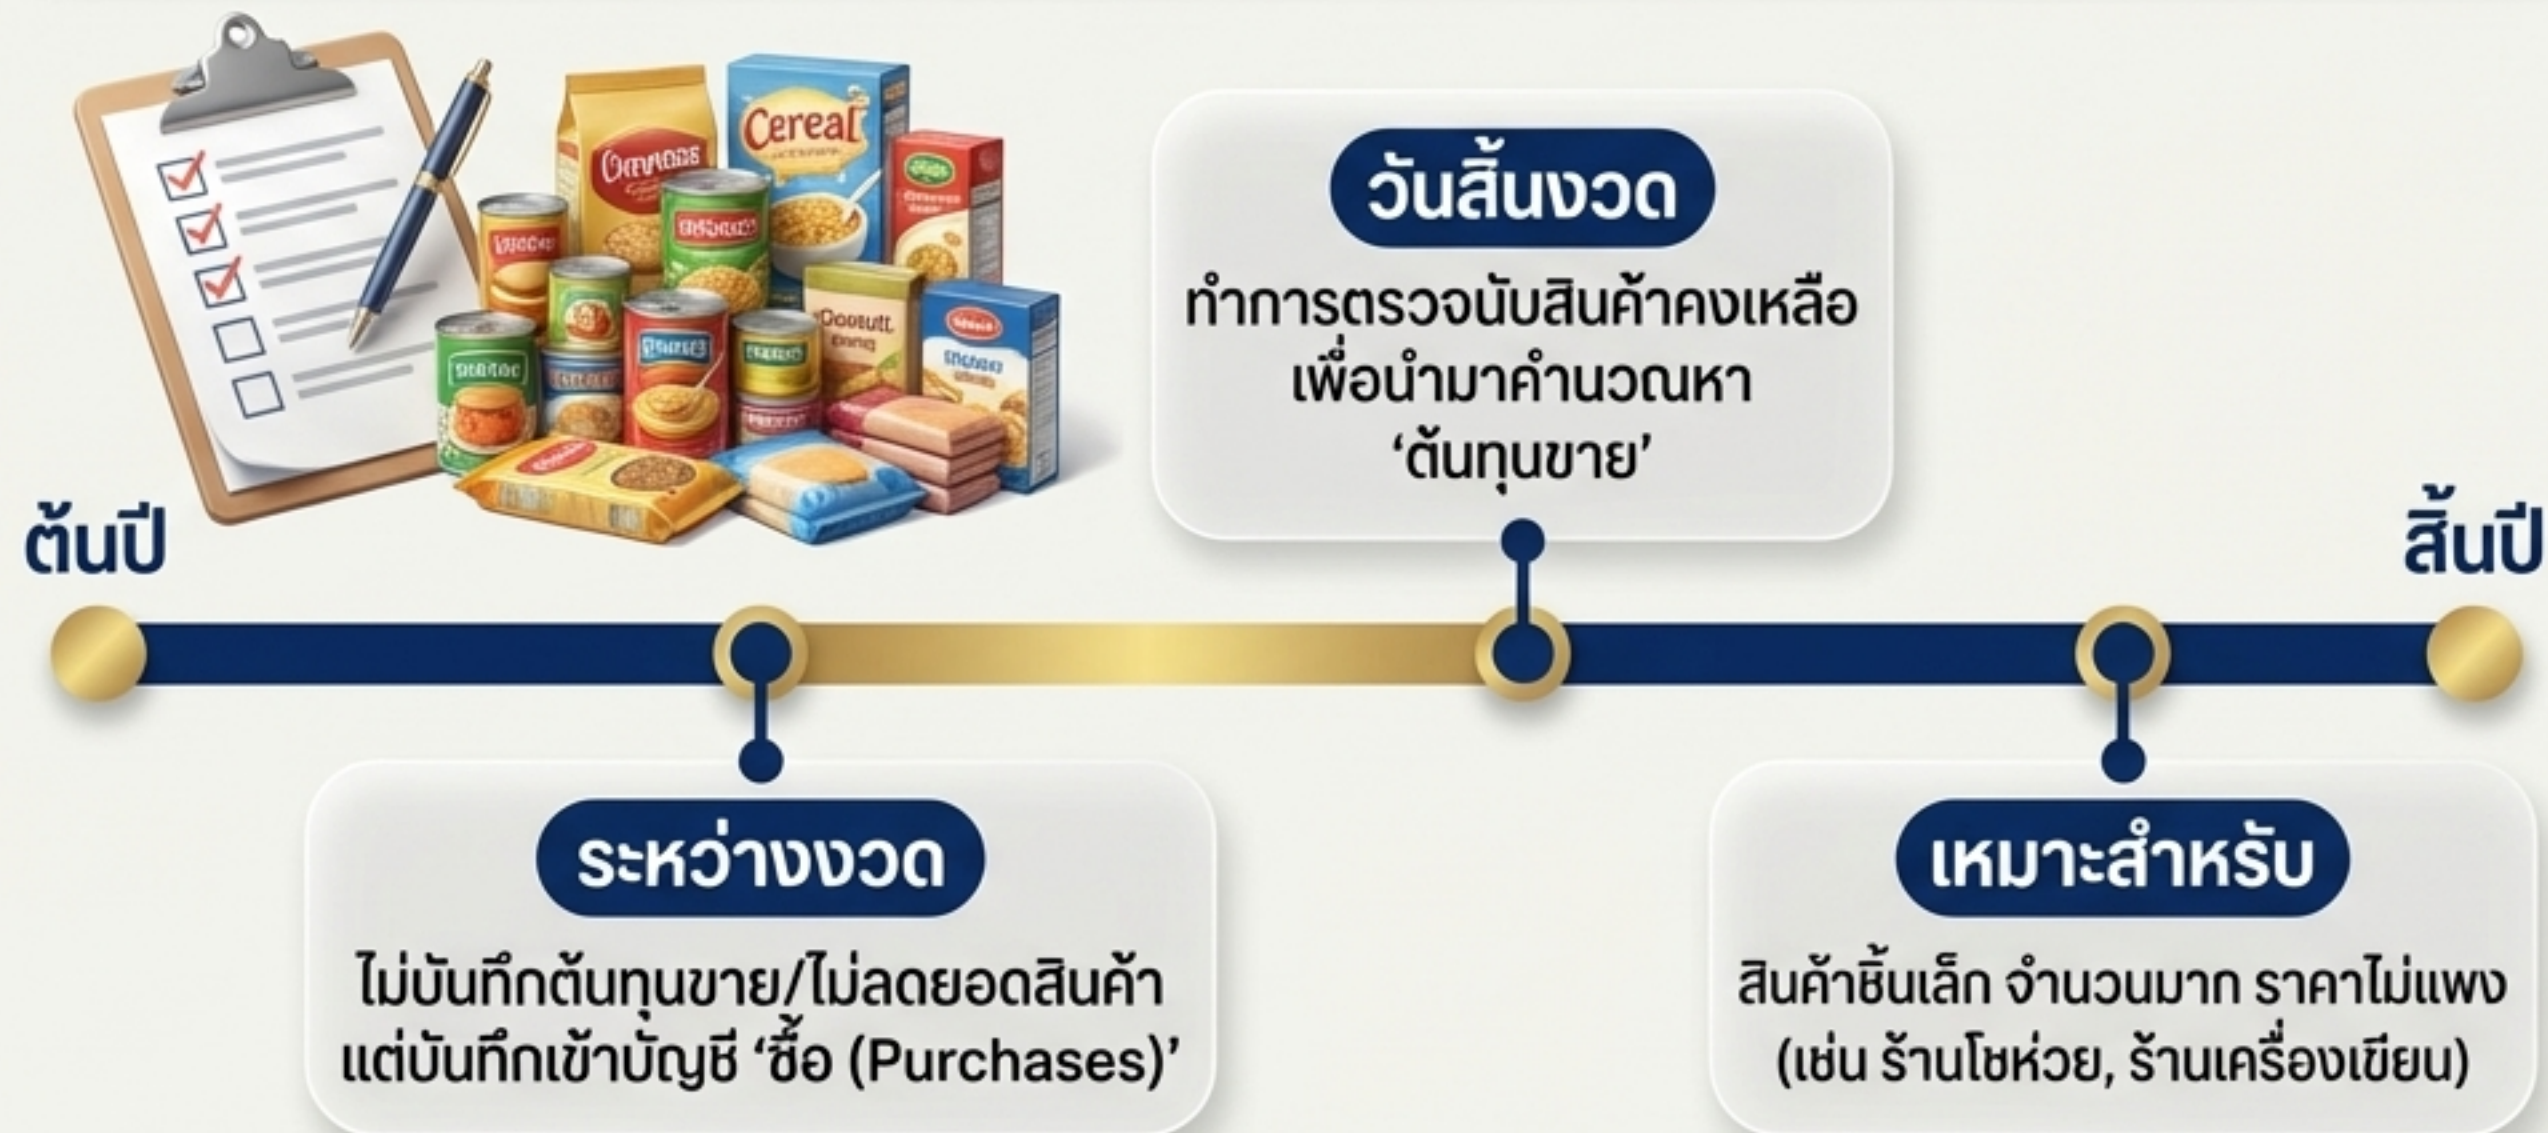 Cereal
วันสิ้นงวด
ทำการตรวจนับสินค้าคงเหลือ
เพื่อนำมาคำนวณหา
‘ต้นทุนขาย’
ต้นปี
สิ้นปี
ระหว่างงวด
ไม่บันทึกต้นทุนขาย/ไม่ลดยอดสินค้า
แต่บันทึกเข้าบัญชี ‘ซื้อ (Purchases)’
เหมาะสำหรับ
สินค้าชิ้นเล็ก จำนวนมาก ราคาไม่แพง
(เช่น ร้านโชห่วย, ร้านเครื่องเขียน)